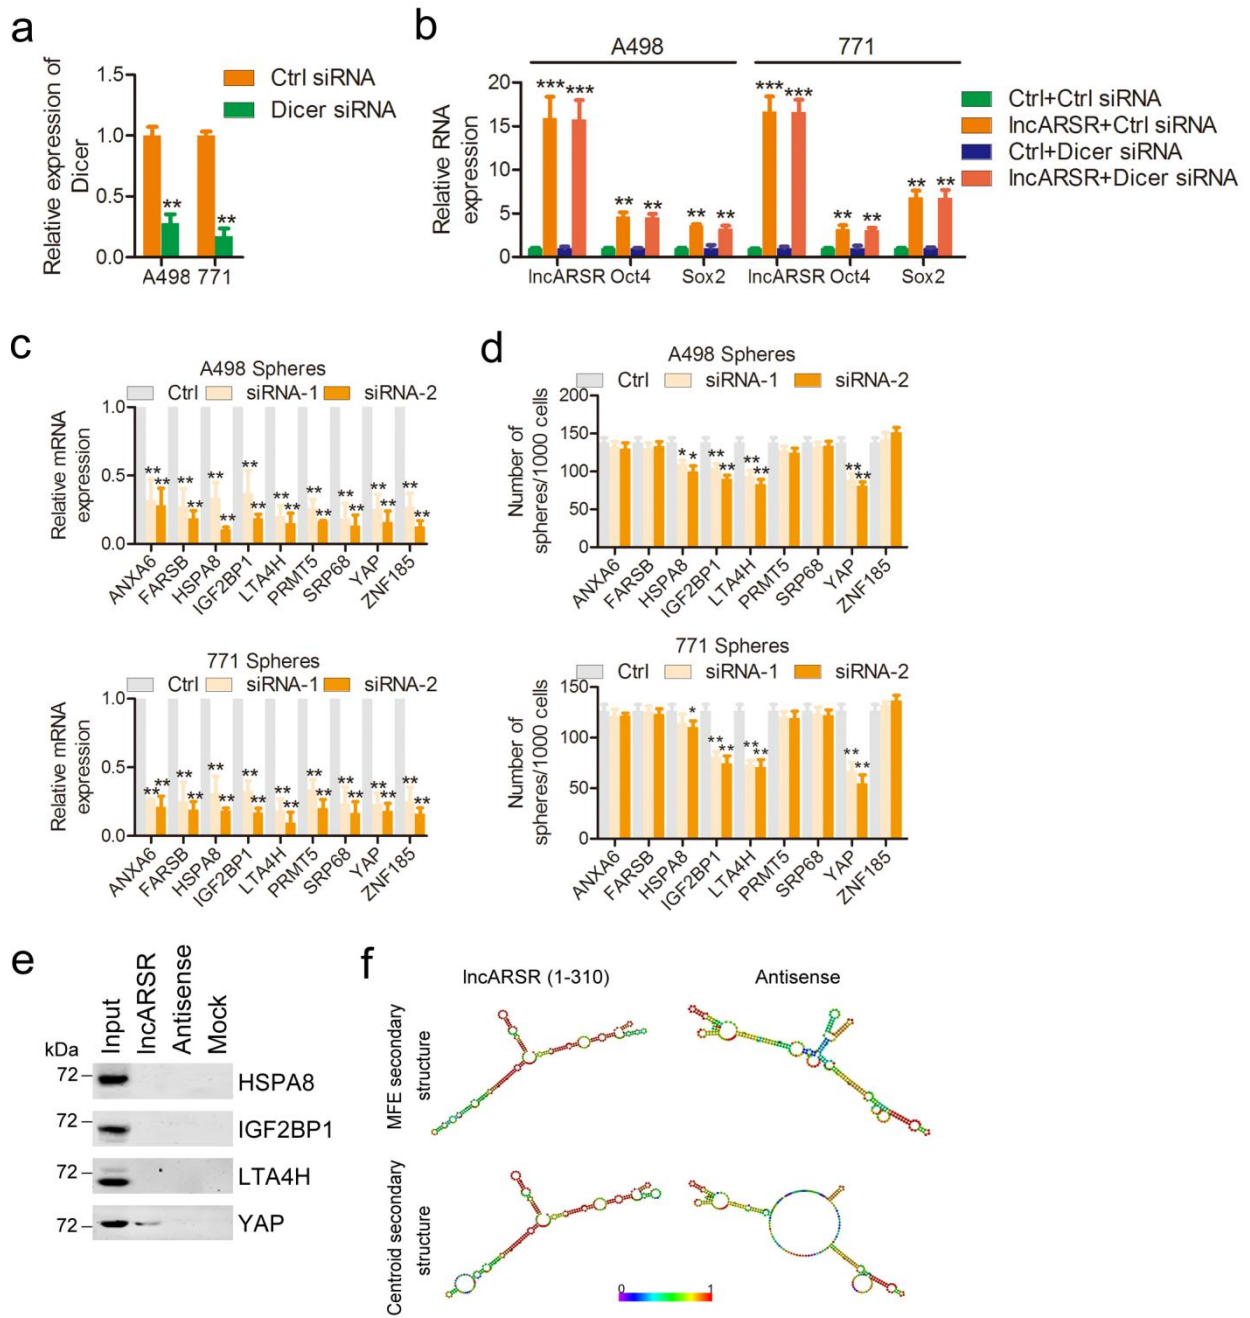 a
Relative expression of
Dicer
1.5
1.0
0.5
0.0
Ctrl siRNA
Dicer siRNA
**
**
A498 771
b
A498
771
Relative RNA
expression
20
15
10
5
0
*** *** ** ** ** ** *** *** ** ** ** **
lncARSR Oct4 Sox2 lncARSR Oct4 Sox2
Ctrl+Ctrl siRNA
lncARSR+Ctrl siRNA
Ctrl+Dicer siRNA
lncARSR+Dicer siRNA
c
A498 Spheres
Ctrl siRNA-1 siRNA-2
Relative mRNA
expression
1.0
0.5
0.0
** ** ** ** ** ** ** ** ** ** ** ** ** ** ** ** ** **
ANXA6 FARSB HSPA8 IGF2BP1 LTA4H PRMT5 SRP68 YAP ZNF185
771 Spheres
Ctrl siRNA-1 siRNA-2
Relative mRNA
expression
1.0
0.5
0.0
** ** ** ** ** ** ** ** ** ** ** ** ** ** ** ** ** **
ANXA6 FARSB HSPA8 IGF2BP1 LTA4H PRMT5 SRP68 YAP ZNF185
d
A498 Spheres
Ctrl siRNA-1 siRNA-2
Number of
spheres/1000 cells
200
150
100
50
0
* * ** ** ** ** ** **
ANXA6 FARSB HSPA8 IGF2BP1 LTA4H PRMT5 SRP68 YAP ZNF185
771 Spheres
Ctrl siRNA-1 siRNA-2
Number of
spheres/1000 cells
150
100
50
0
* ** ** ** ** ** **
ANXA6 FARSB HSPA8 IGF2BP1 LTA4H PRMT5 SRP68 YAP ZNF185
e
Input lncARSR Antisense Mock
kDa
72 HSPA8
72 IGF2BP1
72 LTA4H
72 YAP
f
lncARSR (1-310) Antisense
MFE secondary
structure
Centroid secondary
structure
0 1